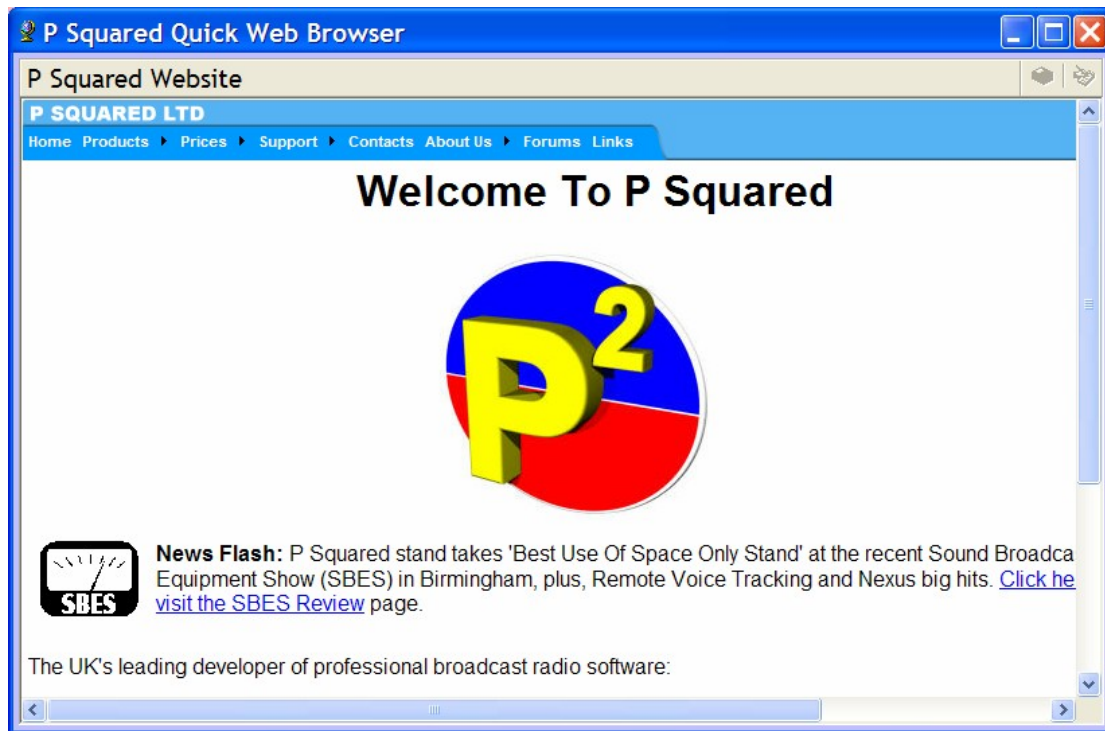 P Squared Quick Web Browser
P Squared Website
P SQUARED LTD
Home Products Prices Support Contacts About Us Forums Links
Welcome To P Squared
P2
SBES
News Flash: P Squared stand takes 'Best Use Of Space Only Stand' at the recent Sound Broadca
Equipment Show (SBES) in Birmingham, plus, Remote Voice Tracking and Nexus big hits. Click he
visit the SBES Review page.
The UK's leading developer of professional broadcast radio software: